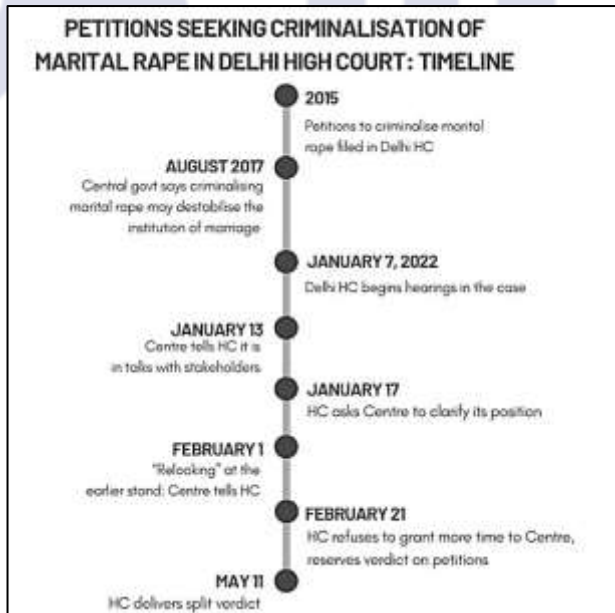 PETITIONS SEEKING CRIMINALISATION OF
MARITAL RAPE IN DELHI HIGH COURT: TIMELINE
2015
Petitions to criminalise marital
rape filed in Delhi HC
AUGUST 2017
Central govt says criminalising
marital rape may destabilise the
institution of marriage
JANUARY 7, 2022
Delhi HC begins hearings in the case
JANUARY 13
Centre tells HC it is
in talks with stakeholders
JANUARY 17
HC asks Centre to clarify its position
FEBRUARY 1
"Relooking" at the
earlier stand: Centre tells HC
FEBRUARY 21
HC refuses to grant more time to Centre,
reserves verdict on petitions
MAY 11
HC delivers split verdict